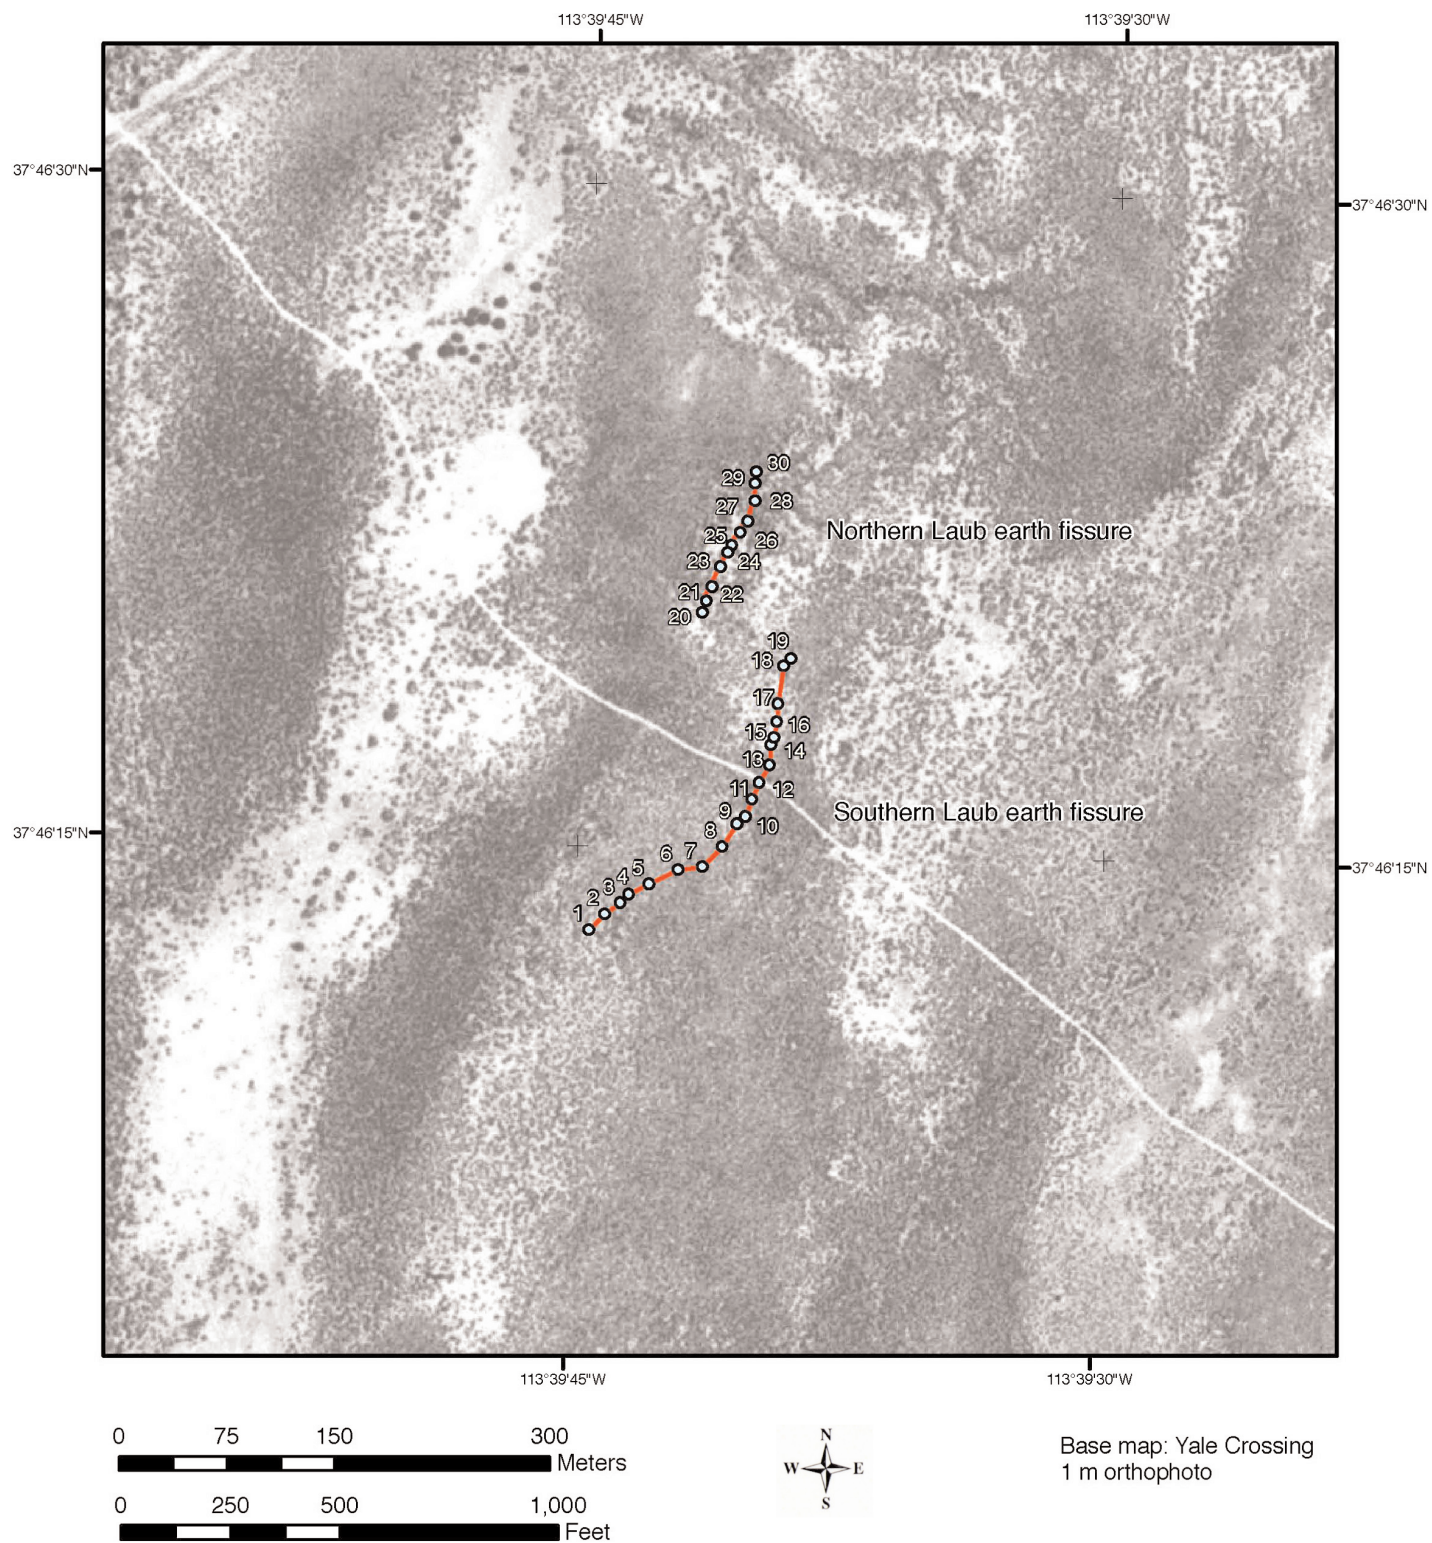 113°39'45"W
113°39'30"W
37°46'30"N
37°46'30"N
30
29
28
27
Northern Laub earth fissure
25
26
23
24
21
22
20
19
18
17
16
15
14
13
12
11
Southern Laub earth fissure
9
10
8
37°46'15"N
7
6
5
37°46'15"N
4
3
2
1
113°39'45"W
113°39'30"W
0 75 150 300
Meters
0 250 500 1,000
Feet
N
W E
S
Base map: Yale Crossing
1 m orthophoto